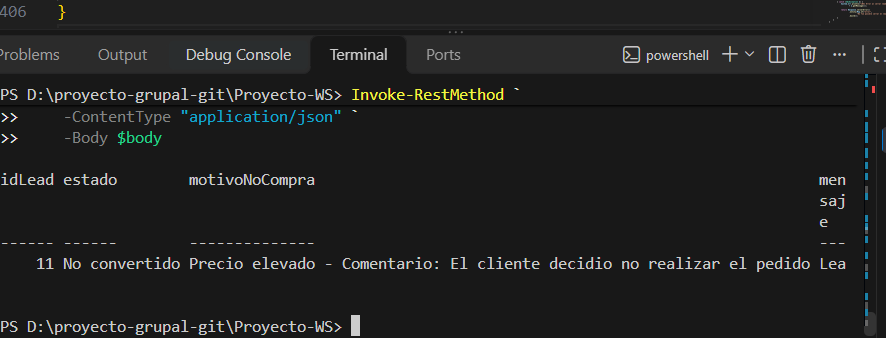 406 }
Problems Output Debug Console Terminal Ports powershell
PS D:\proyecto-grupal-git\Proyecto-WS> Invoke-RestMethod `
>> -ContentType "application/json" `
>> -Body $body
idLead estado motivoNoCompra men
saj
e
------ ------ -------------- ---
11 No convertido Precio elevado - Comentario: El cliente decidio no realizar el pedido Lea
PS D:\proyecto-grupal-git\Proyecto-WS>